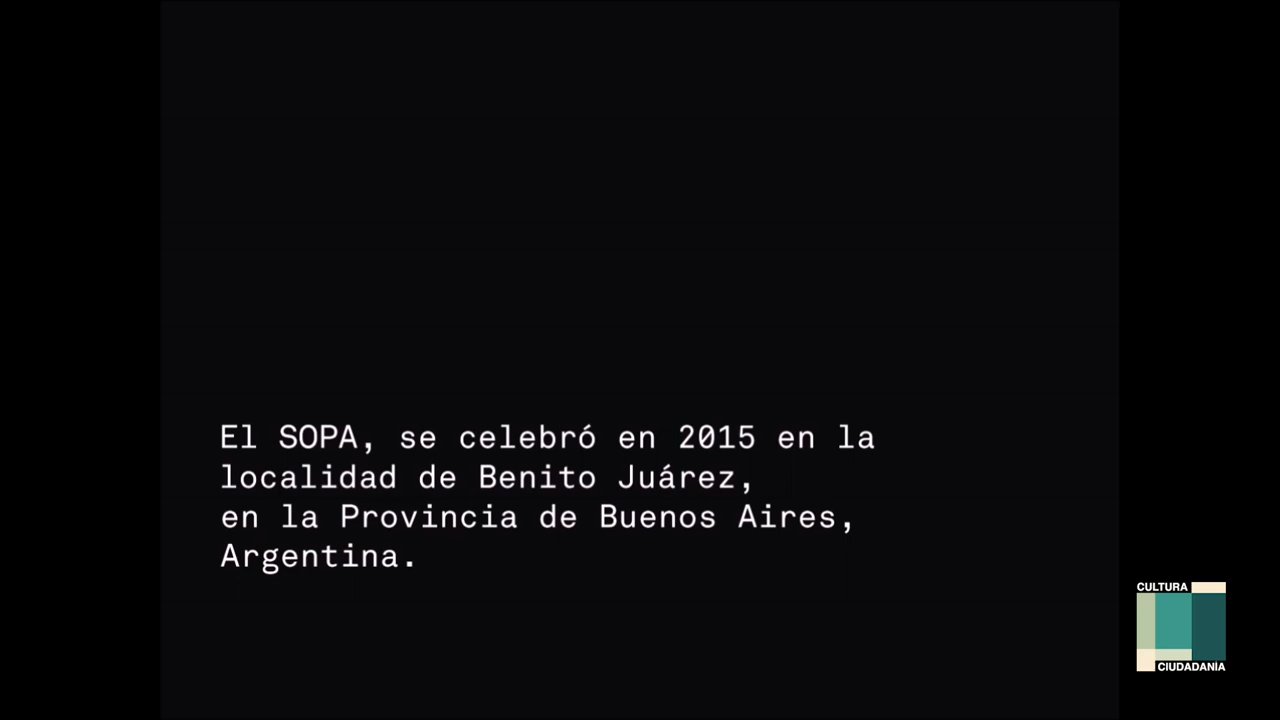 El SOPA, se celebró en 2015 en la
localidad de Benito Juárez,
en la Provincia de Buenos Aires,
Argentina.
CULTURA
CIUDADANÍA